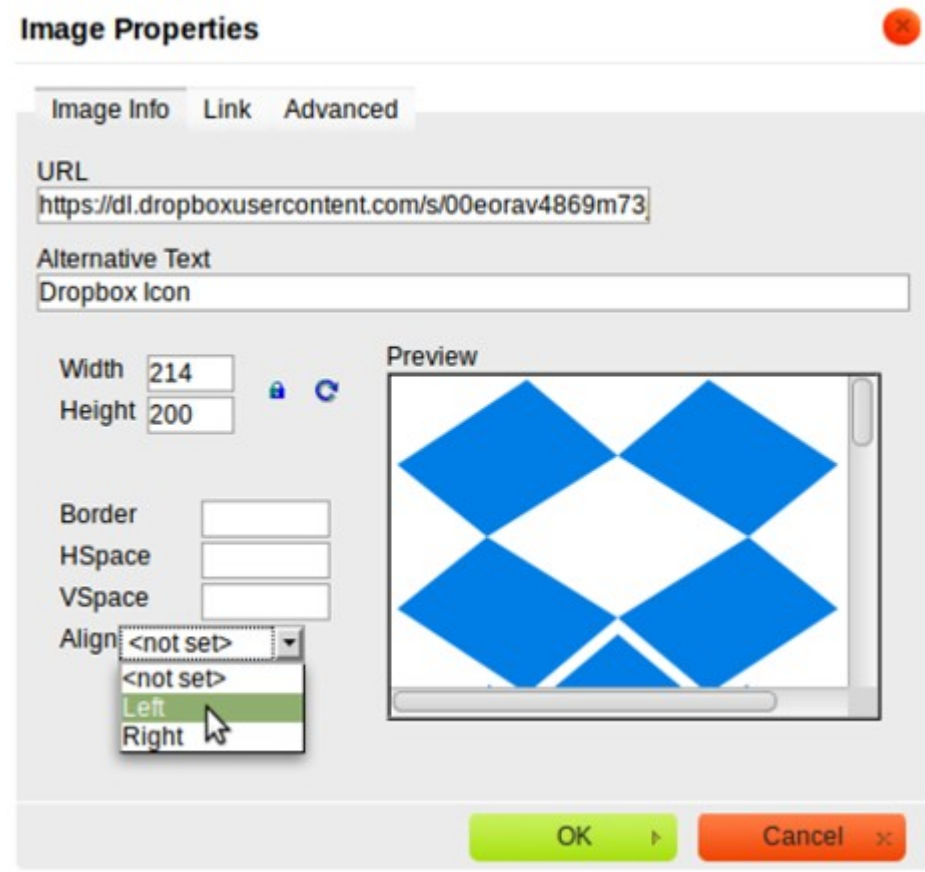 Image Properties
Image Info Link Advanced
URL
https://dl.dropboxusercontent.com/s/00eorav4869m73
Alternative Text
Dropbox Icon
Width 214
Height 200
Preview
Border
HSpace
VSpace
Align <not set>
<not set>
Left
Right
OK Cancel